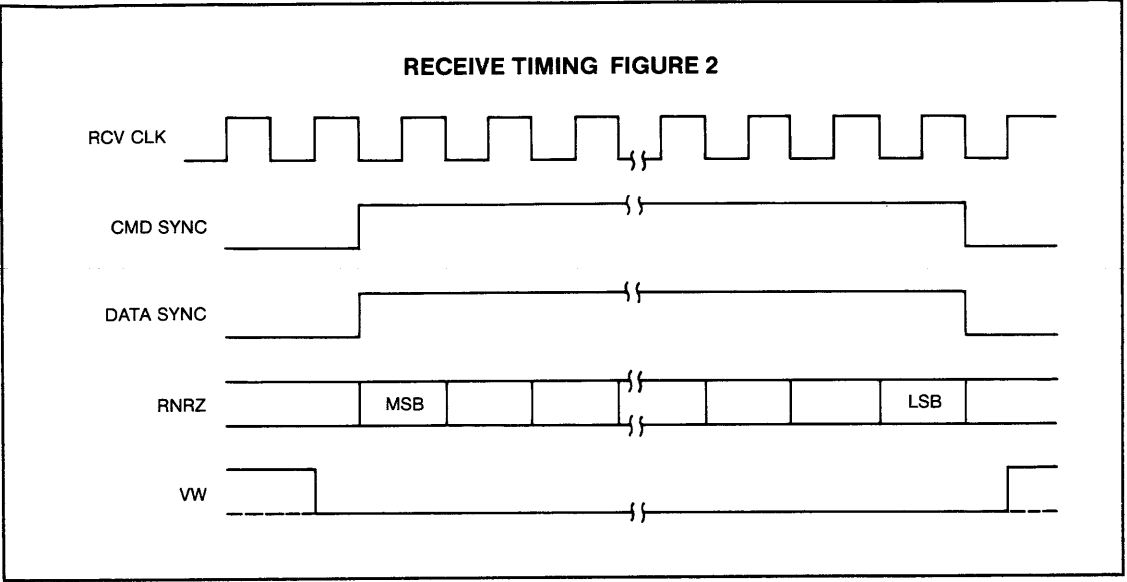 RECEIVE TIMING FIGURE 2
RCV CLK
CMD SYNC
DATA SYNC
RNRZ
MSB
LSB
VW